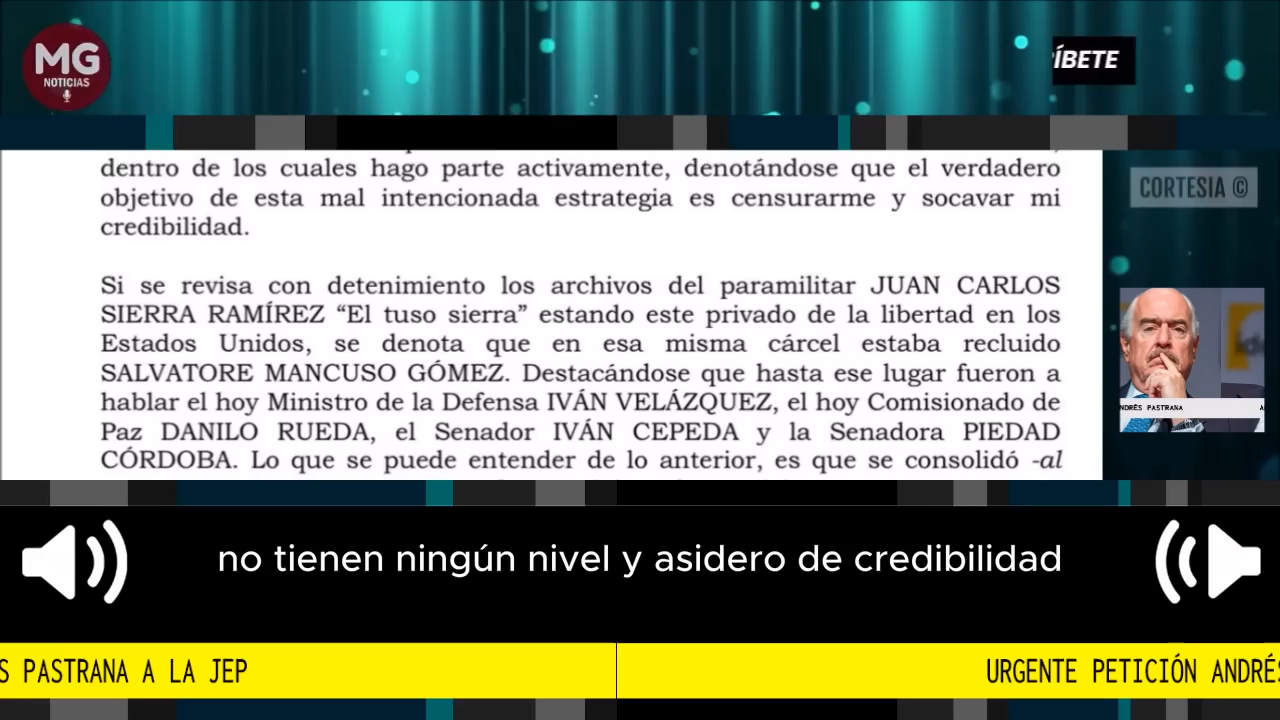 MG
NOTICIAS
ÍBETE
dentro de los cuales hago parte activamente, denotándose que el verdadero
objetivo de esta mal intencionada estrategia es censurarme y socavar mi
credibilidad.
Si se revisa con detenimiento los archivos del paramilitar JUAN CARLOS
SIERRA RAMÍREZ “El tuso sierra” estando este privado de la libertad en los
Estados Unidos, se denota que en esa misma cárcel estaba recluido
SALVATORE MANCUSO GÓMEZ. Destacándose que hasta ese lugar fueron a
hablar el hoy Ministro de la Defensa IVÁN VELÁZQUEZ, el hoy Comisionado de
Paz DANILO RUEDA, el Senador IVÁN CEPEDA y la Senadora PIEDAD
CÓRDOBA. Lo que se puede entender de lo anterior, es que se consolidó -al
CORTESIA ©
NDRÉS PASTRANA A
no tienen ningún nivel y asidero de credibilidad
S PASTRANA A LA JEP
URGENTE PETICIÓN ANDRÉS